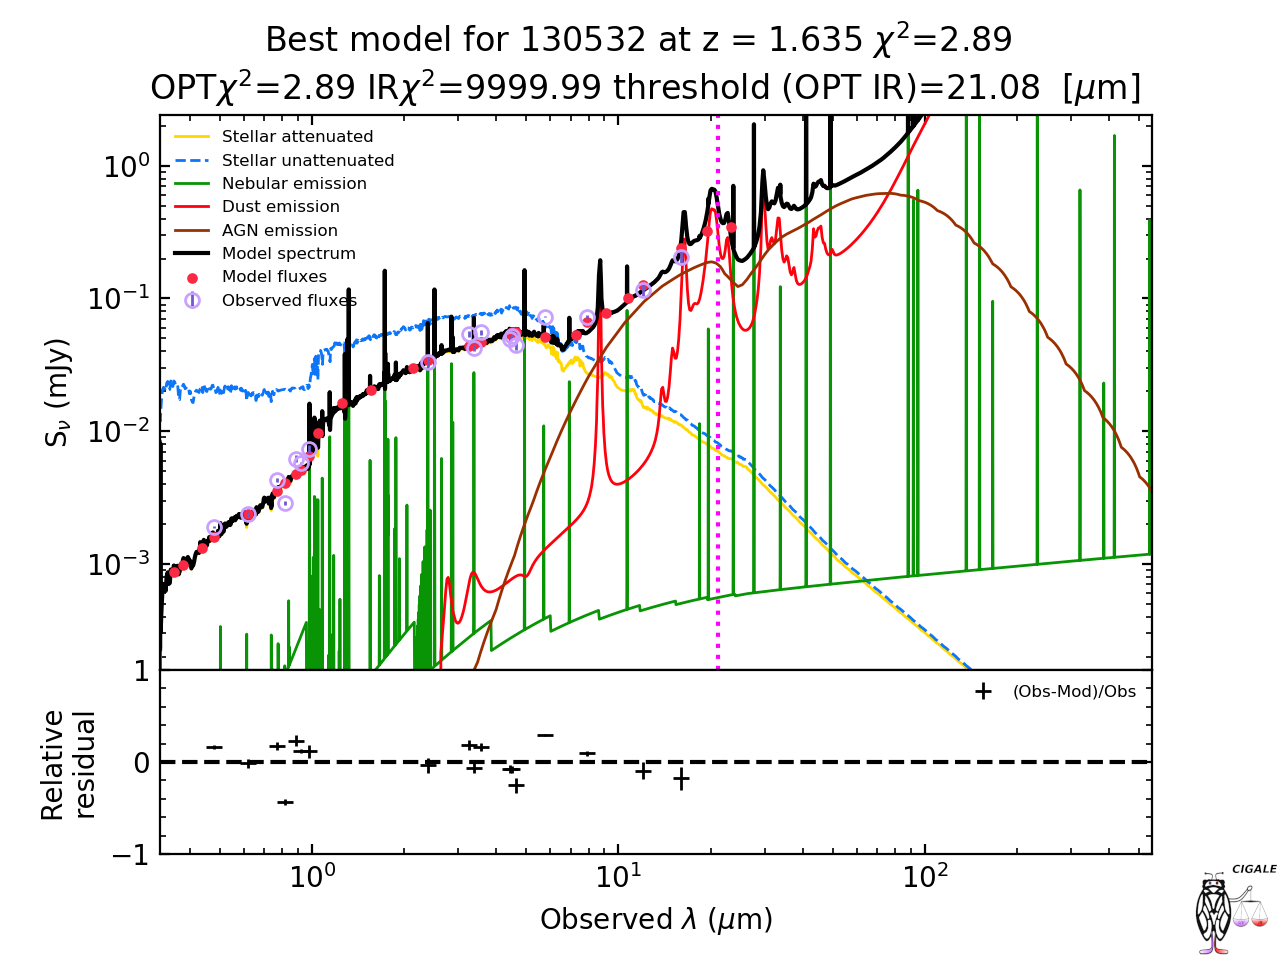 Best model for 130532 at z = 1.635 χ²=2.89
OPTχ²=2.89 IRχ²=9999.99 threshold (OPT IR)=21.08 [μm]
Stellar attenuated
Stellar unattenuated
Nebular emission
Dust emission
AGN emission
Model spectrum
Model fluxes
Observed fluxes
10⁰
10⁻¹
10⁻²
10⁻³
S_ν (mJy)
1
0
−1
Relative
residual
(Obs-Mod)/Obs
10⁰
10¹
10²
Observed λ (μm)
CIGALE